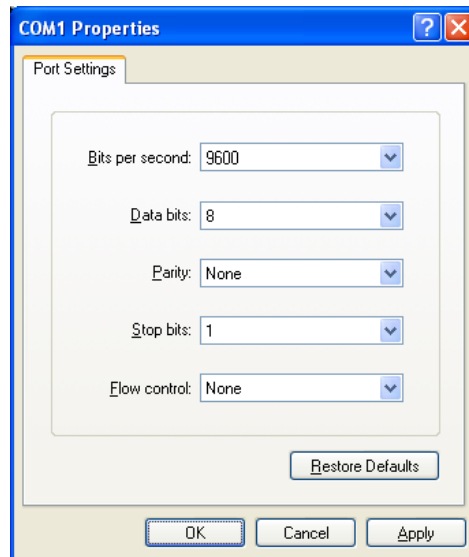 COM1 Properties
Port Settings
Bits per second: 9600
Data bits: 8
Parity: None
Stop bits: 1
Flow control: None
Restore Defaults
OK Cancel Apply